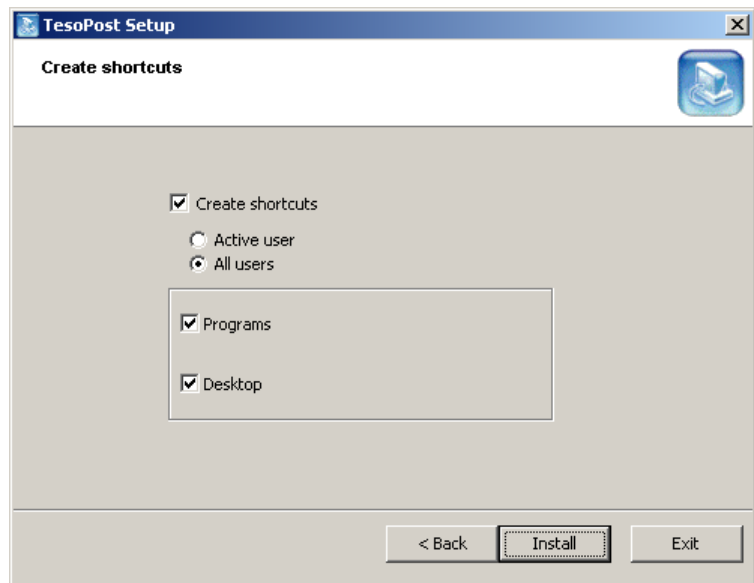 TesoPost Setup
Create shortcuts
Create shortcuts
Active user
All users
Programs
Desktop
< Back Install Exit